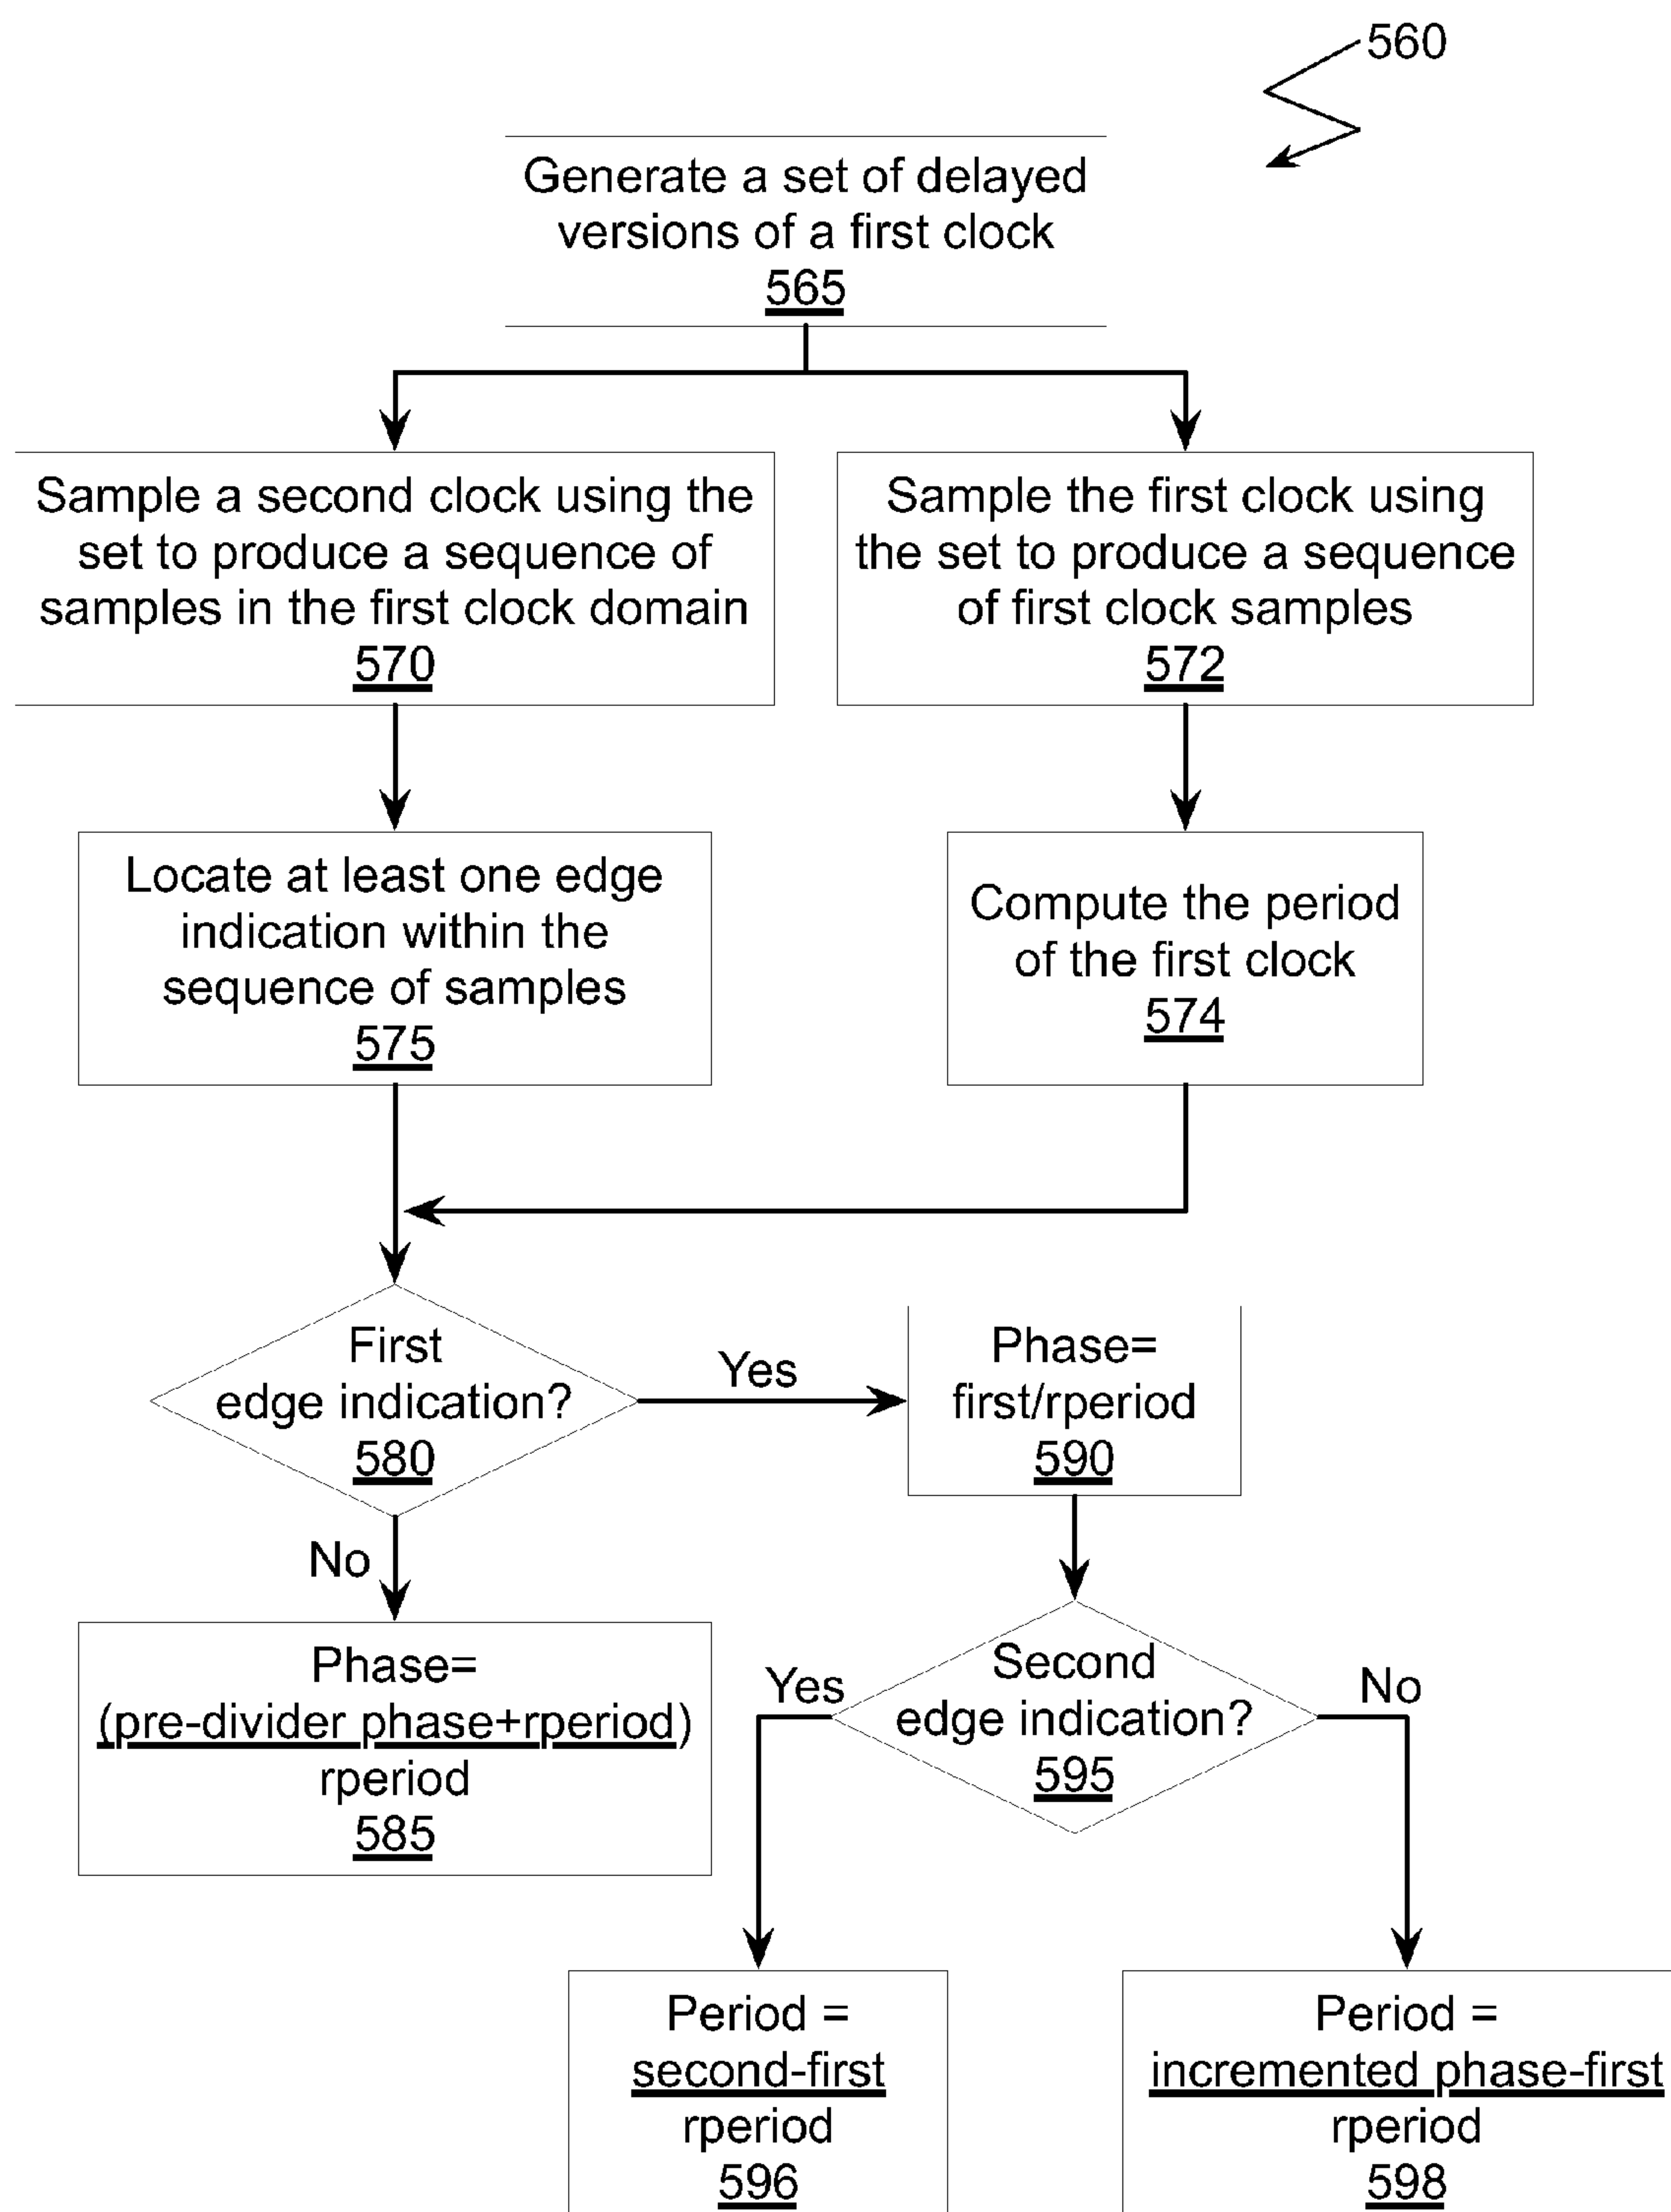 560
Generate a set of delayed
versions of a first clock
565
Sample a second clock using the
set to produce a sequence of
samples in the first clock domain
570
Sample the first clock using
the set to produce a sequence
of first clock samples
572
Locate at least one edge
indication within the
sequence of samples
575
Compute the period
of the first clock
574
First
edge indication?
580
Yes
No
Phase=
first/rperiod
590
Phase=
(pre-divider phase+rperiod)
rperiod
585
Second
edge indication?
595
Yes
No
Period =
second-first
rperiod
596
Period =
incremented phase-first
rperiod
598